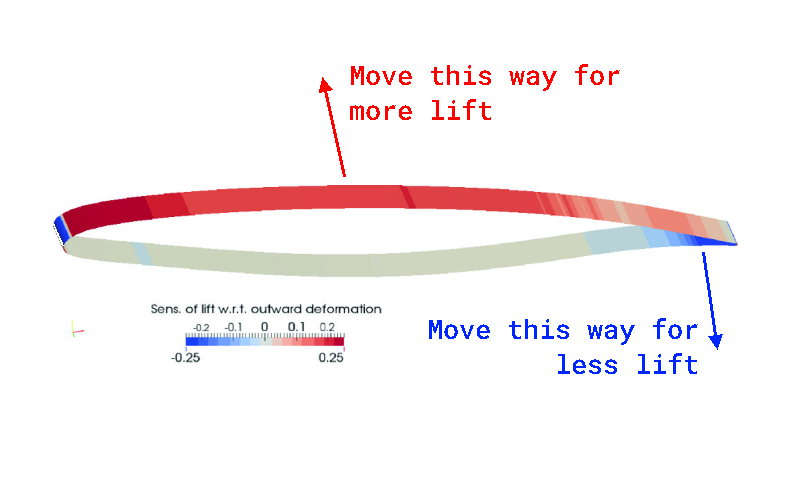 Move this way for
more lift
Sens. of lift w.r.t. outward deformation
-0.2 -0.1 0 0.1 0.2
-0.25 0.25
Move this way for
less lift